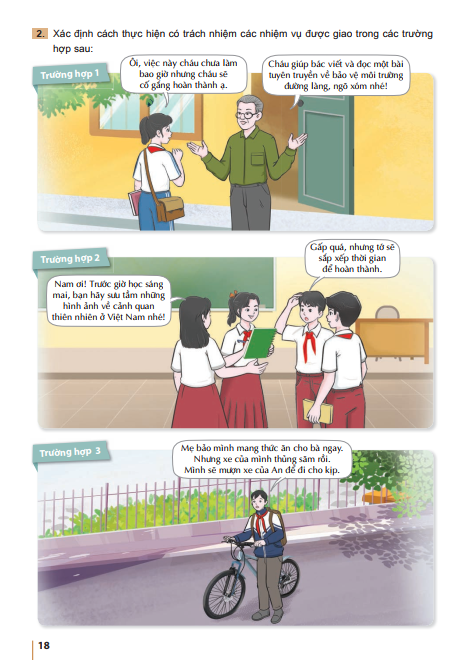 2. Xác định cách thực hiện có trách nhiệm các nhiệm vụ được giao trong các trường
hợp sau:
Trường hợp 1
Ôi, việc này cháu chưa làm
bao giờ nhưng cháu sẽ
cố gắng hoàn thành ạ.
Cháu giúp bác viết và đọc một bài
tuyên truyền về bảo vệ môi trường
đường làng, ngõ xóm nhé!
Trường hợp 2
Gấp quá, nhưng tớ sẽ
sắp xếp thời gian
để hoàn thành.
Nam ơi! Trước giờ học sáng
mai, bạn hãy sưu tầm những
hình ảnh về cảnh quan
thiên nhiên ở Việt Nam nhé!
Trường hợp 3
Mẹ bảo mình mang thức ăn cho bà ngay.
Nhưng xe của mình thủng săm rồi.
Mình sẽ mượn xe của An để đi cho kịp.
18